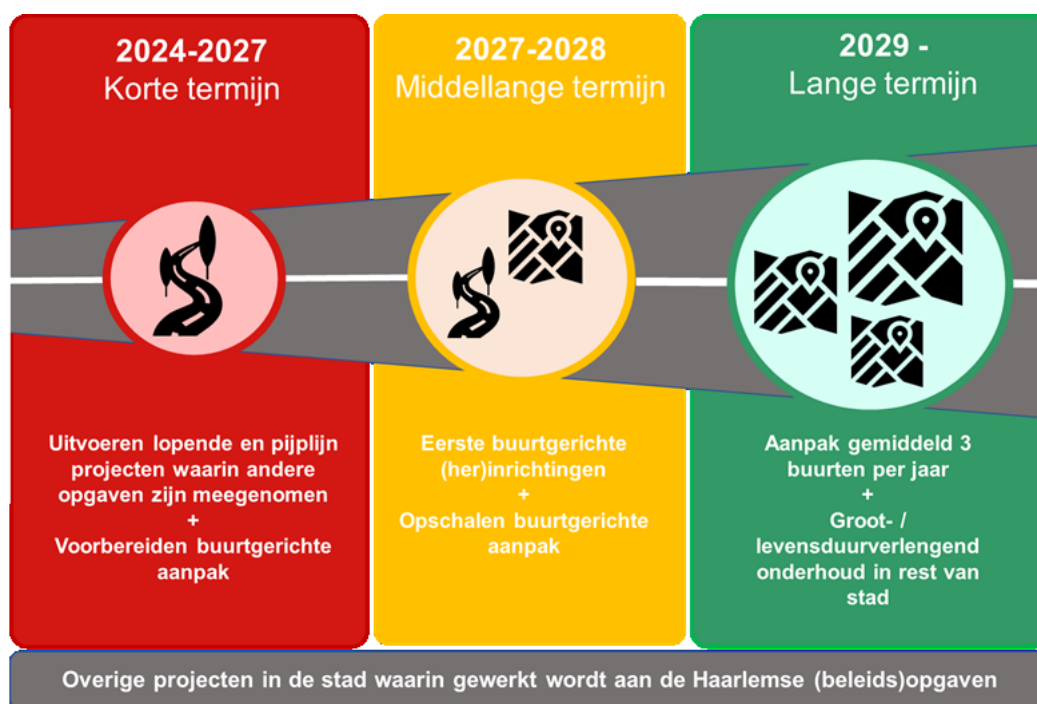 2024-2027
Korte termijn
Uitvoeren lopende en pijplijn
projecten waarin andere
opgaven zijn meegenomen
+
Voorbereiden buurtgerichte
aanpak
2027-2028
Middellange termijn
Eerste buurtgerichte
(her)inrichtingen
+
Opschalen buurtgerichte
aanpak
2029 -
Lange termijn
Aanpak gemiddeld 3
buurten per jaar
+
Groot- /
levensduurverlengend
onderhoud in rest van
stad
Overige projecten in de stad waarin gewerkt wordt aan de Haarlemse (beleids)opgaven